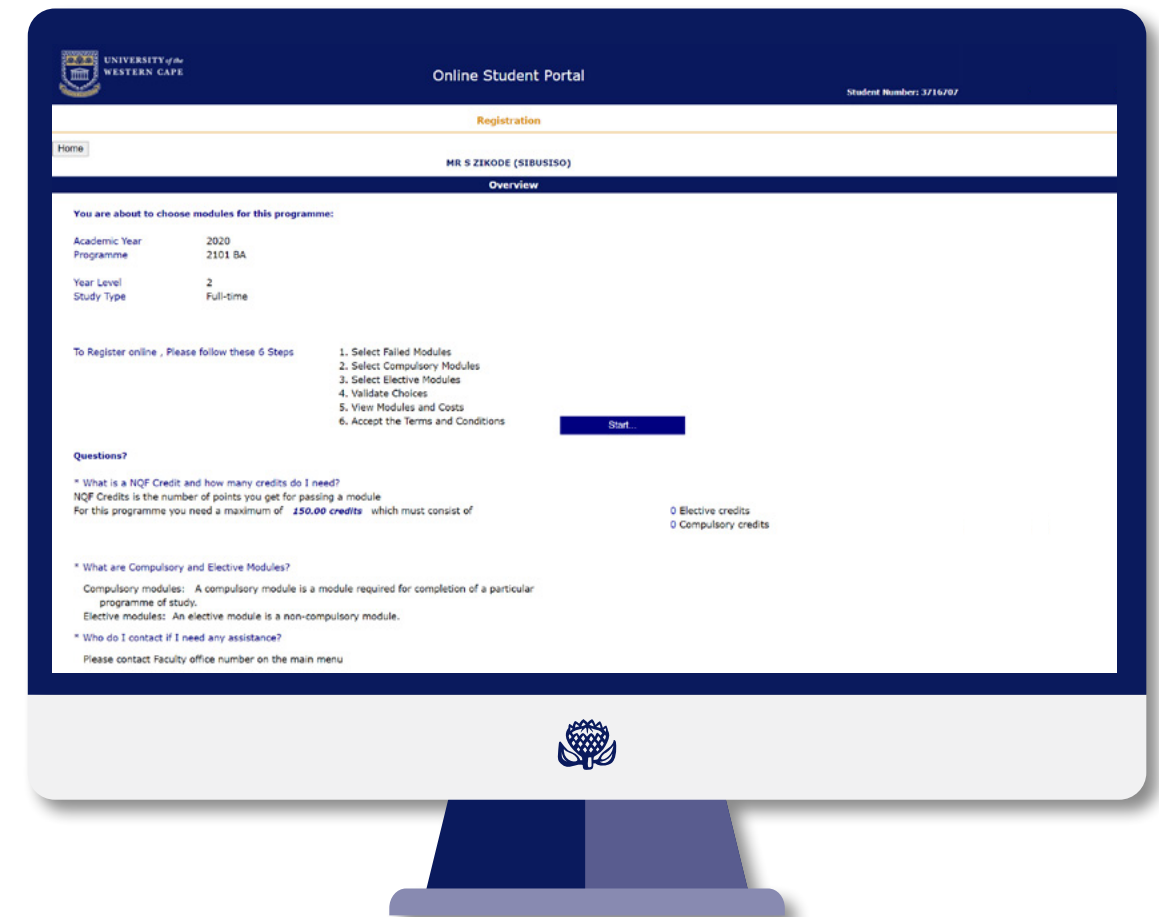 UNIVERSITY of the
WESTERN CAPE
Online Student Portal
Student Number: 3716707
Registration
Home
MR S ZIKODE (SIBUSISO)
Overview
You are about to choose modules for this programme:
Academic Year 2020
Programme 2101 BA
Year Level 2
Study Type Full-time
To Register online , Please follow these 6 Steps 1. Select Failed Modules
2. Select Compulsory Modules
3. Select Elective Modules
4. Validate Choices
5. View Modules and Costs
6. Accept the Terms and Conditions Start...
Questions?
* What is a NQF Credit and how many credits do I need?
NQF Credits is the number of points you get for passing a module
For this programme you need a maximum of 150.00 credits which must consist of 0 Elective credits
0 Compulsory credits
* What are Compulsory and Elective Modules?
Compulsory modules: A compulsory module is a module required for completion of a particular
programme of study.
Elective modules: An elective module is a non-compulsory module.
* Who do I contact if I need any assistance?
Please contact Faculty office number on the main menu